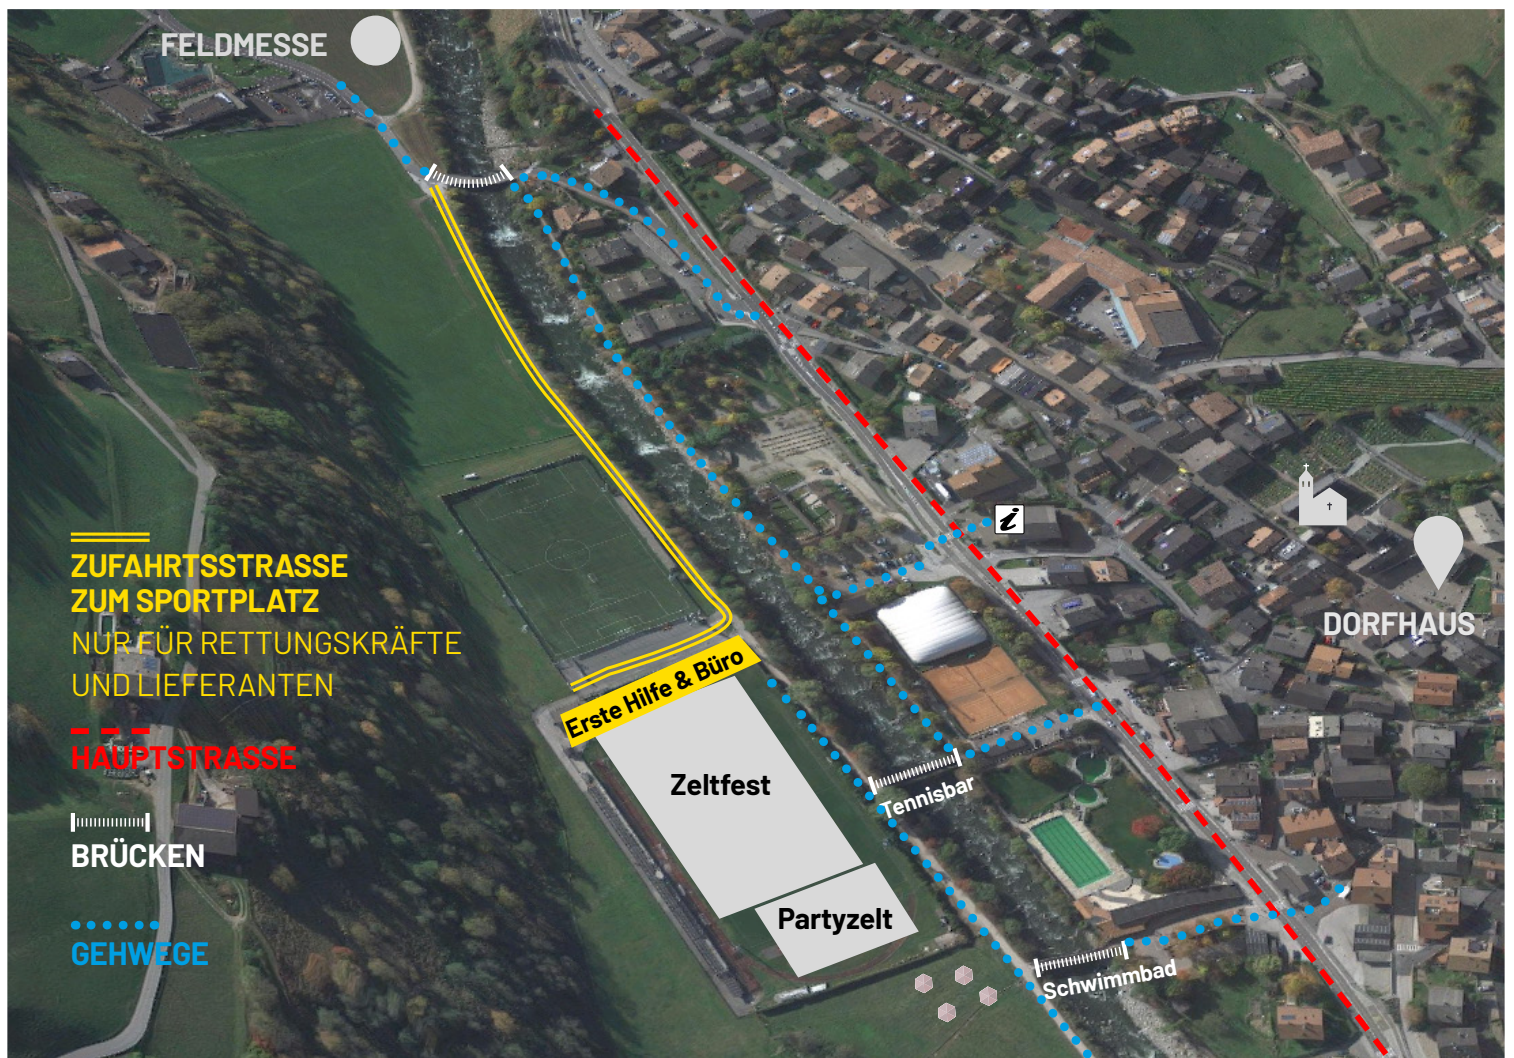 FELDMESSE
i
DORFHAUS
ZUFAHRTSSTRASSE
ZUM SPORTPLATZ
NUR FÜR RETTUNGSKRÄFTE
UND LIEFERANTEN
HAUPTSTRASSE
BRÜCKEN
GEHWEGE
Erste Hilfe & Büro
Zeltfest
Partyzelt
Tennisbar
Schwimmbad